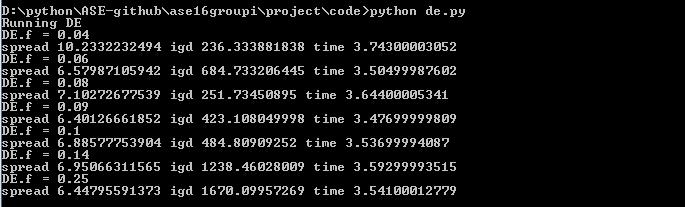 D:\python\ASE-github\ase16groupi\project\code>python de.py
Running DE
DE.f = 0.04
spread 10.2332232494 igd 236.333881838 time 3.74300003052
DE.f = 0.06
spread 6.57987105942 igd 684.733206445 time 3.50499987602
DE.f = 0.08
spread 7.10272677539 igd 251.73450895 time 3.64400005341
DE.f = 0.09
spread 6.40126661852 igd 423.108049998 time 3.47699999809
DE.f = 0.1
spread 6.88577753904 igd 484.80909252 time 3.53699994087
DE.f = 0.14
spread 6.95066311565 igd 1238.46028009 time 3.59299993515
DE.f = 0.25
spread 6.44795591373 igd 1670.09957269 time 3.54100012779